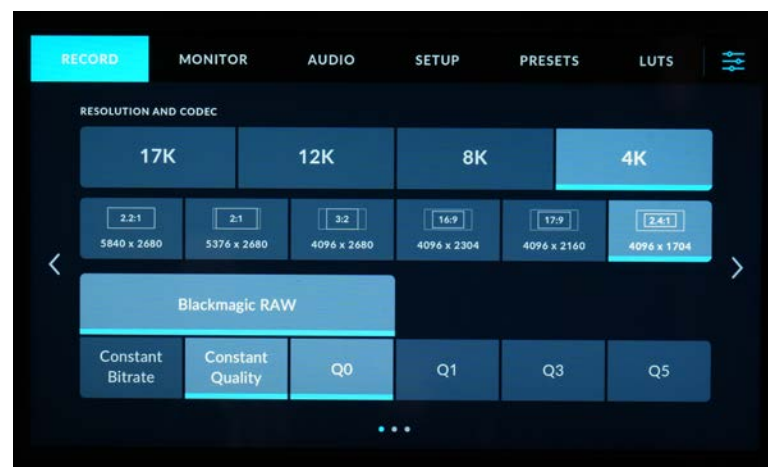 RECORD MONITOR AUDIO SETUP PRESETS LUTS
RESOLUTION AND CODEC
17K 12K 8K 4K
2.2:1 2:1 3:2 16:9 17:9 2.4:1
5840 x 2680 5376 x 2680 4096 x 2680 4096 x 2304 4096 x 2160 4096 x 1704
Blackmagic RAW
Constant Constant
Bitrate Quality Q0 Q1 Q3 Q5